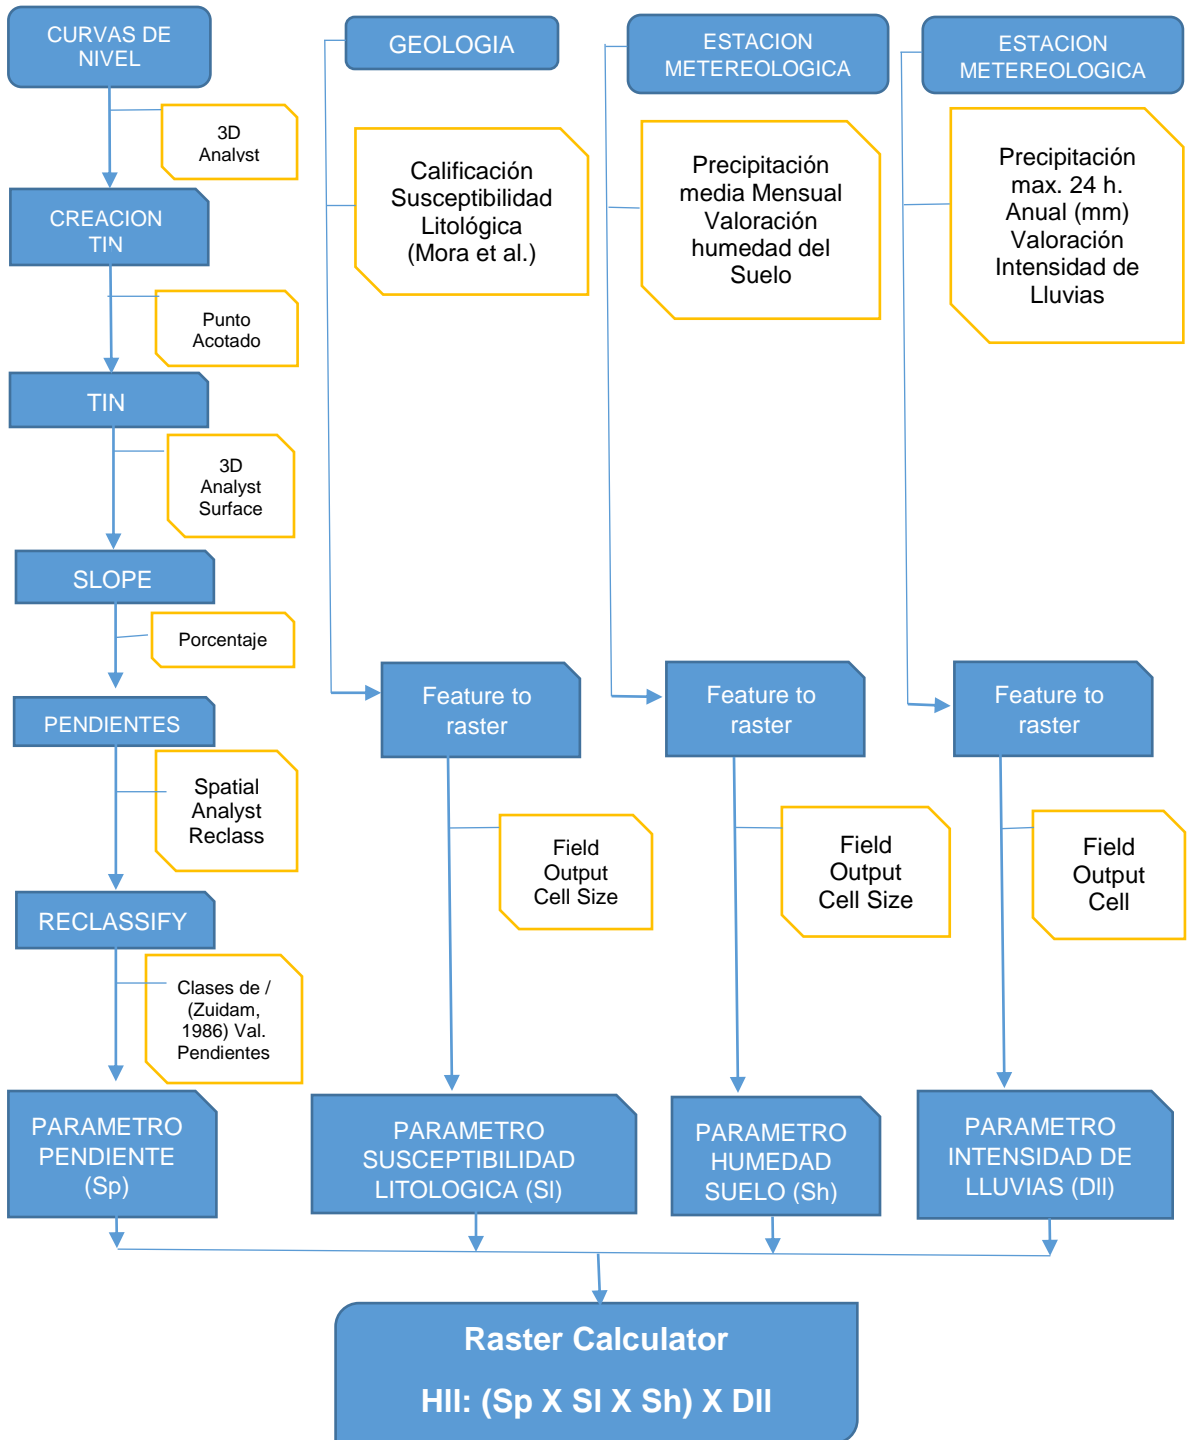 CURVAS DE
NIVEL
3D
Analyst
CREACION
TIN
Punto
Acotado
TIN
3D
Analyst
Surface
SLOPE
Porcentaje
PENDIENTES
Spatial
Analyst
Reclass
RECLASSIFY
Clases de /
(Zuidam,
1986) Val.
Pendientes
PARAMETRO
PENDIENTE
(Sp)
GEOLOGIA
Calificación
Susceptibilidad
Litológica
(Mora et al.)
Feature to
raster
Field
Output
Cell Size
PARAMETRO
SUSCEPTIBILIDAD
LITOLOGICA (Sl)
ESTACION
METEREOLOGICA
Precipitación
media Mensual
Valoración
humedad del
Suelo
Feature to
raster
Field
Output
Cell Size
PARAMETRO
HUMEDAD
SUELO (Sh)
ESTACION
METEREOLOGICA
Precipitación
max. 24 h.
Anual (mm)
Valoración
Intensidad de
Lluvias
Feature to
raster
Field
Output
Cell
PARAMETRO
INTENSIDAD DE
LLUVIAS (Dll)
Raster Calculator
Hll: (Sp X Sl X Sh) X Dll